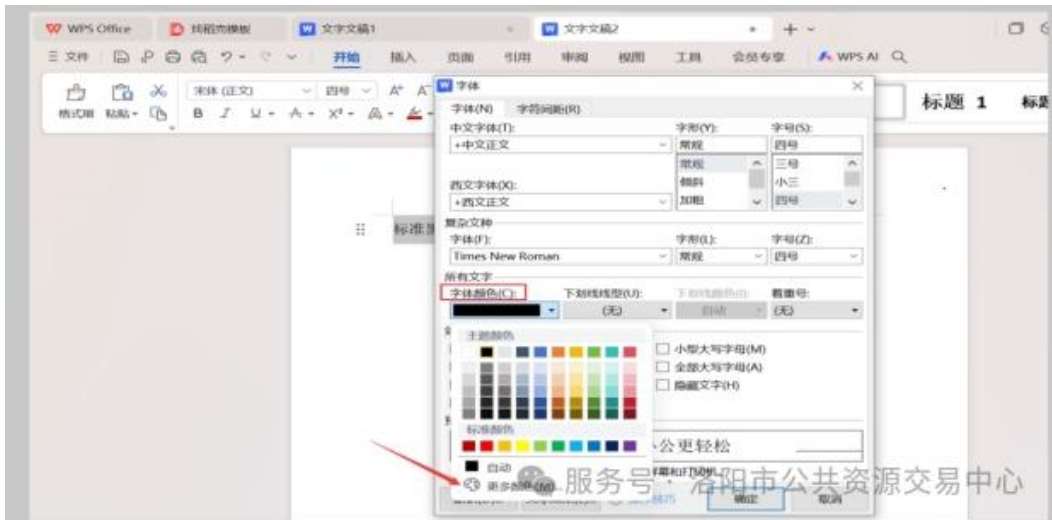 WPS Office 找稻壳模板 文字文稿1 文字文稿2
三 文件 开始 插入 页面 引用 审阅 视图 工具 会员专享 WPS AI
格式刷 粘贴 宋体 (正文) 四号 A+ 标题 1
B I U A X² A
字体
字体(N) 字符间距(R)
中文字体(T): 字形(Y): 字号(S):
+中文正文 常规 四号
常规 三号
倾斜 小三
西文字体(X): 加粗 四号
+西文正文
复杂文种
字体(F): 字形(L): 字号(Z):
Times New Roman 常规 四号
所有文字
字体颜色(C): 下划线线型(U): 下划线颜色(I): 着重号:
(无) 自动 (无)
标准黑
主题颜色
小型大写字母(M)
全部大写字母(A)
隐藏文字(H)
标准颜色
公更轻松
自动
更多颜色(M)...
确定 取消
服务号 · 洛阳市公共资源交易中心